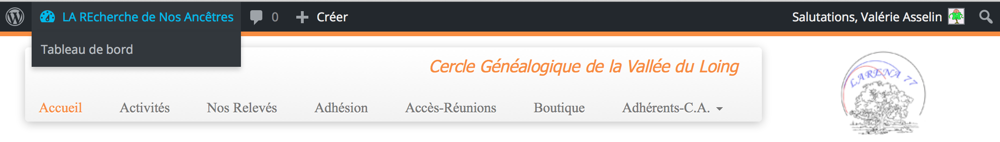 LA REcherche de Nos Ancêtres 0 Créer Salutations, Valérie Asselin
Tableau de bord
Cercle Généalogique de la Vallée du Loing
LARENA 77
Accueil Activités Nos Relevés Adhésion Accès-Réunions Boutique Adhérents-C.A.